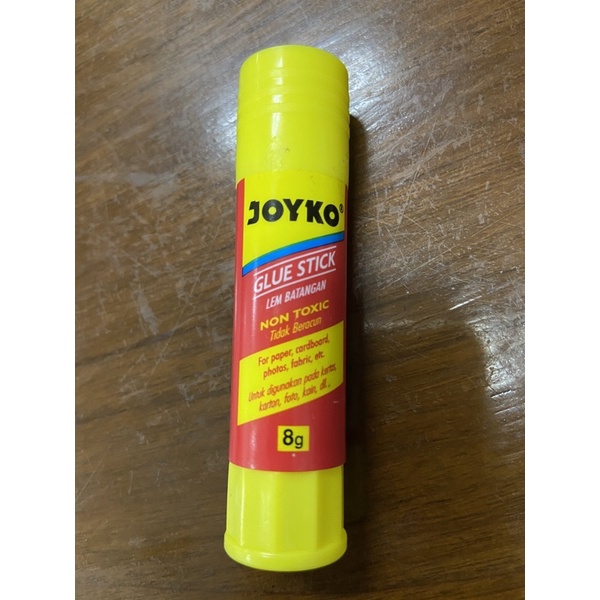 JOYKO®
GLUE STICK
LEM BATANGAN
NON TOXIC
Tidak Beracun
For paper, cardboard,
photos, fabric, etc.
Untuk digunakan pada kertas,
karton, foto, kain, dll.,
8g